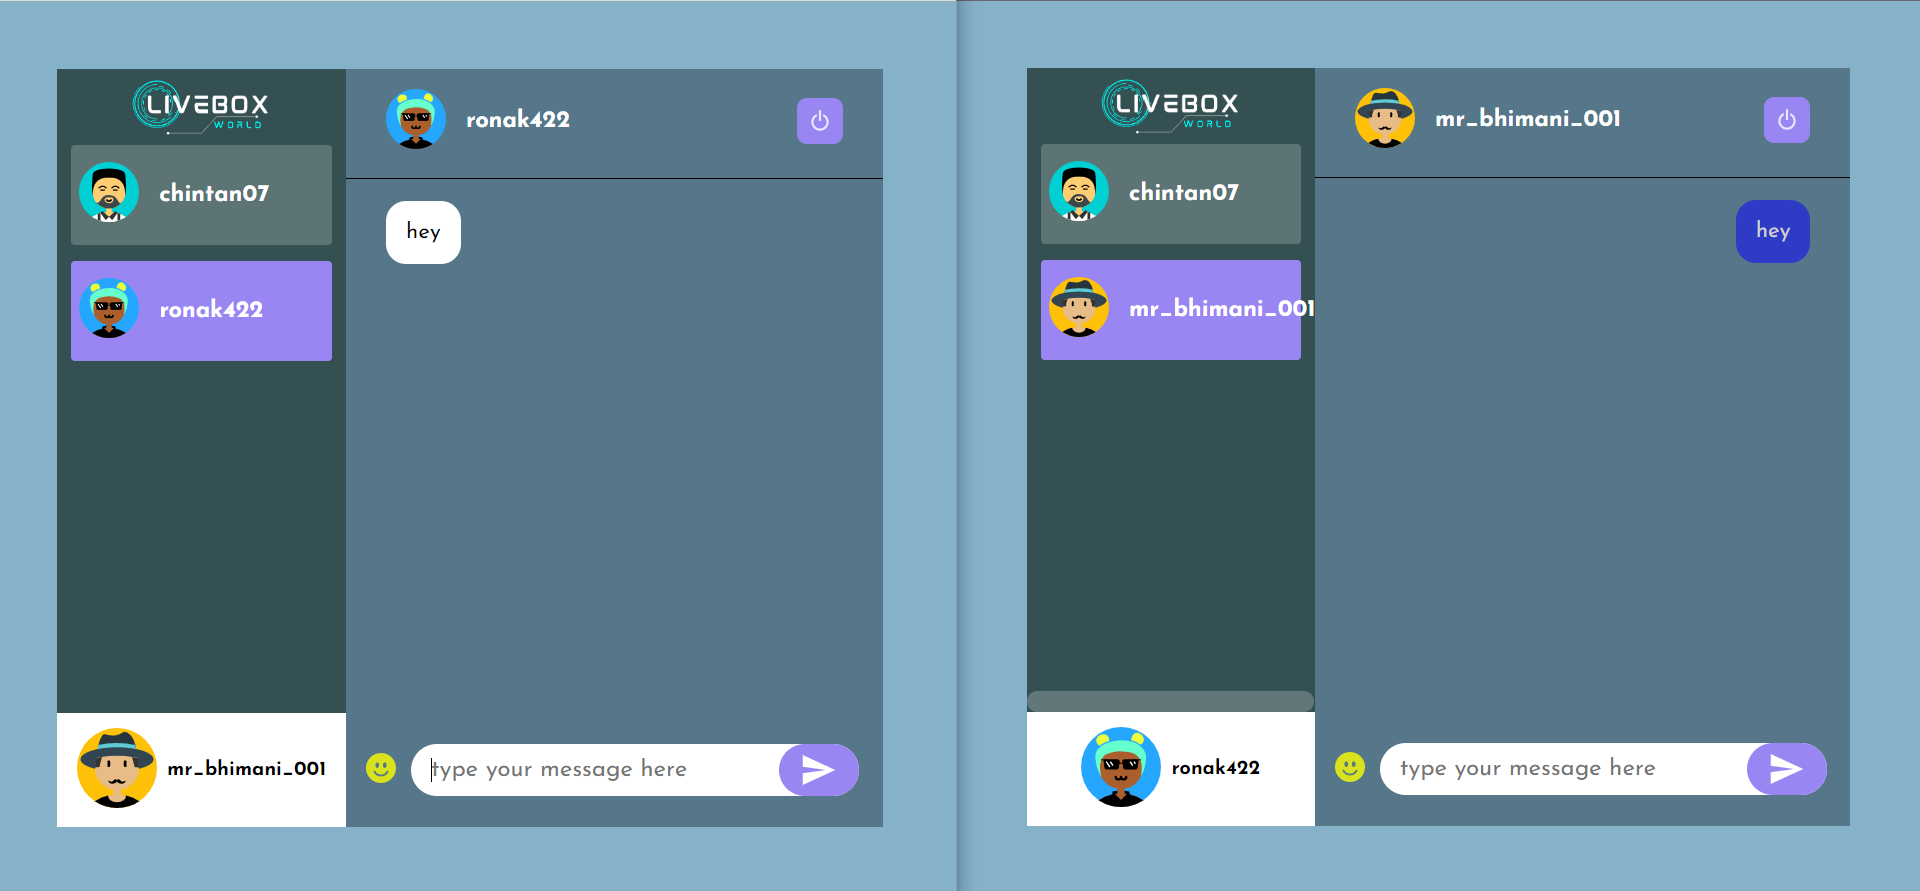 LIVEBOX
WORLD
chintan07
ronak422
mr_bhimani_001
ronak422
hey
type your message here
LIVEBOX
WORLD
chintan07
mr_bhimani_001
ronak422
mr_bhimani_001
hey
type your message here